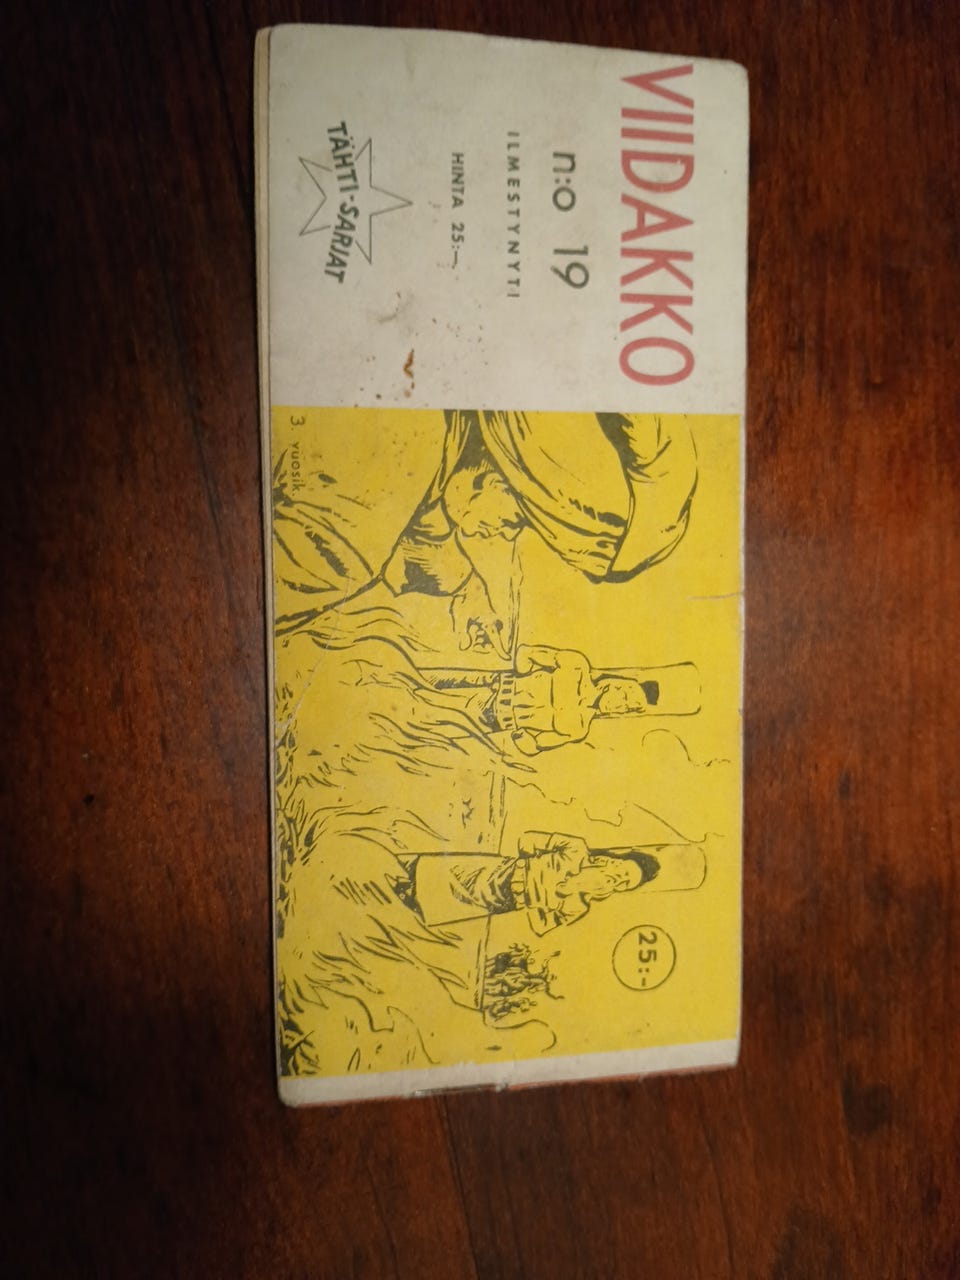 VIIDAKKO
n:o 19
ILMESTYNYT!
HINTA 25:–
TÄHTI-SARJAT
3. vuosik.
25:-